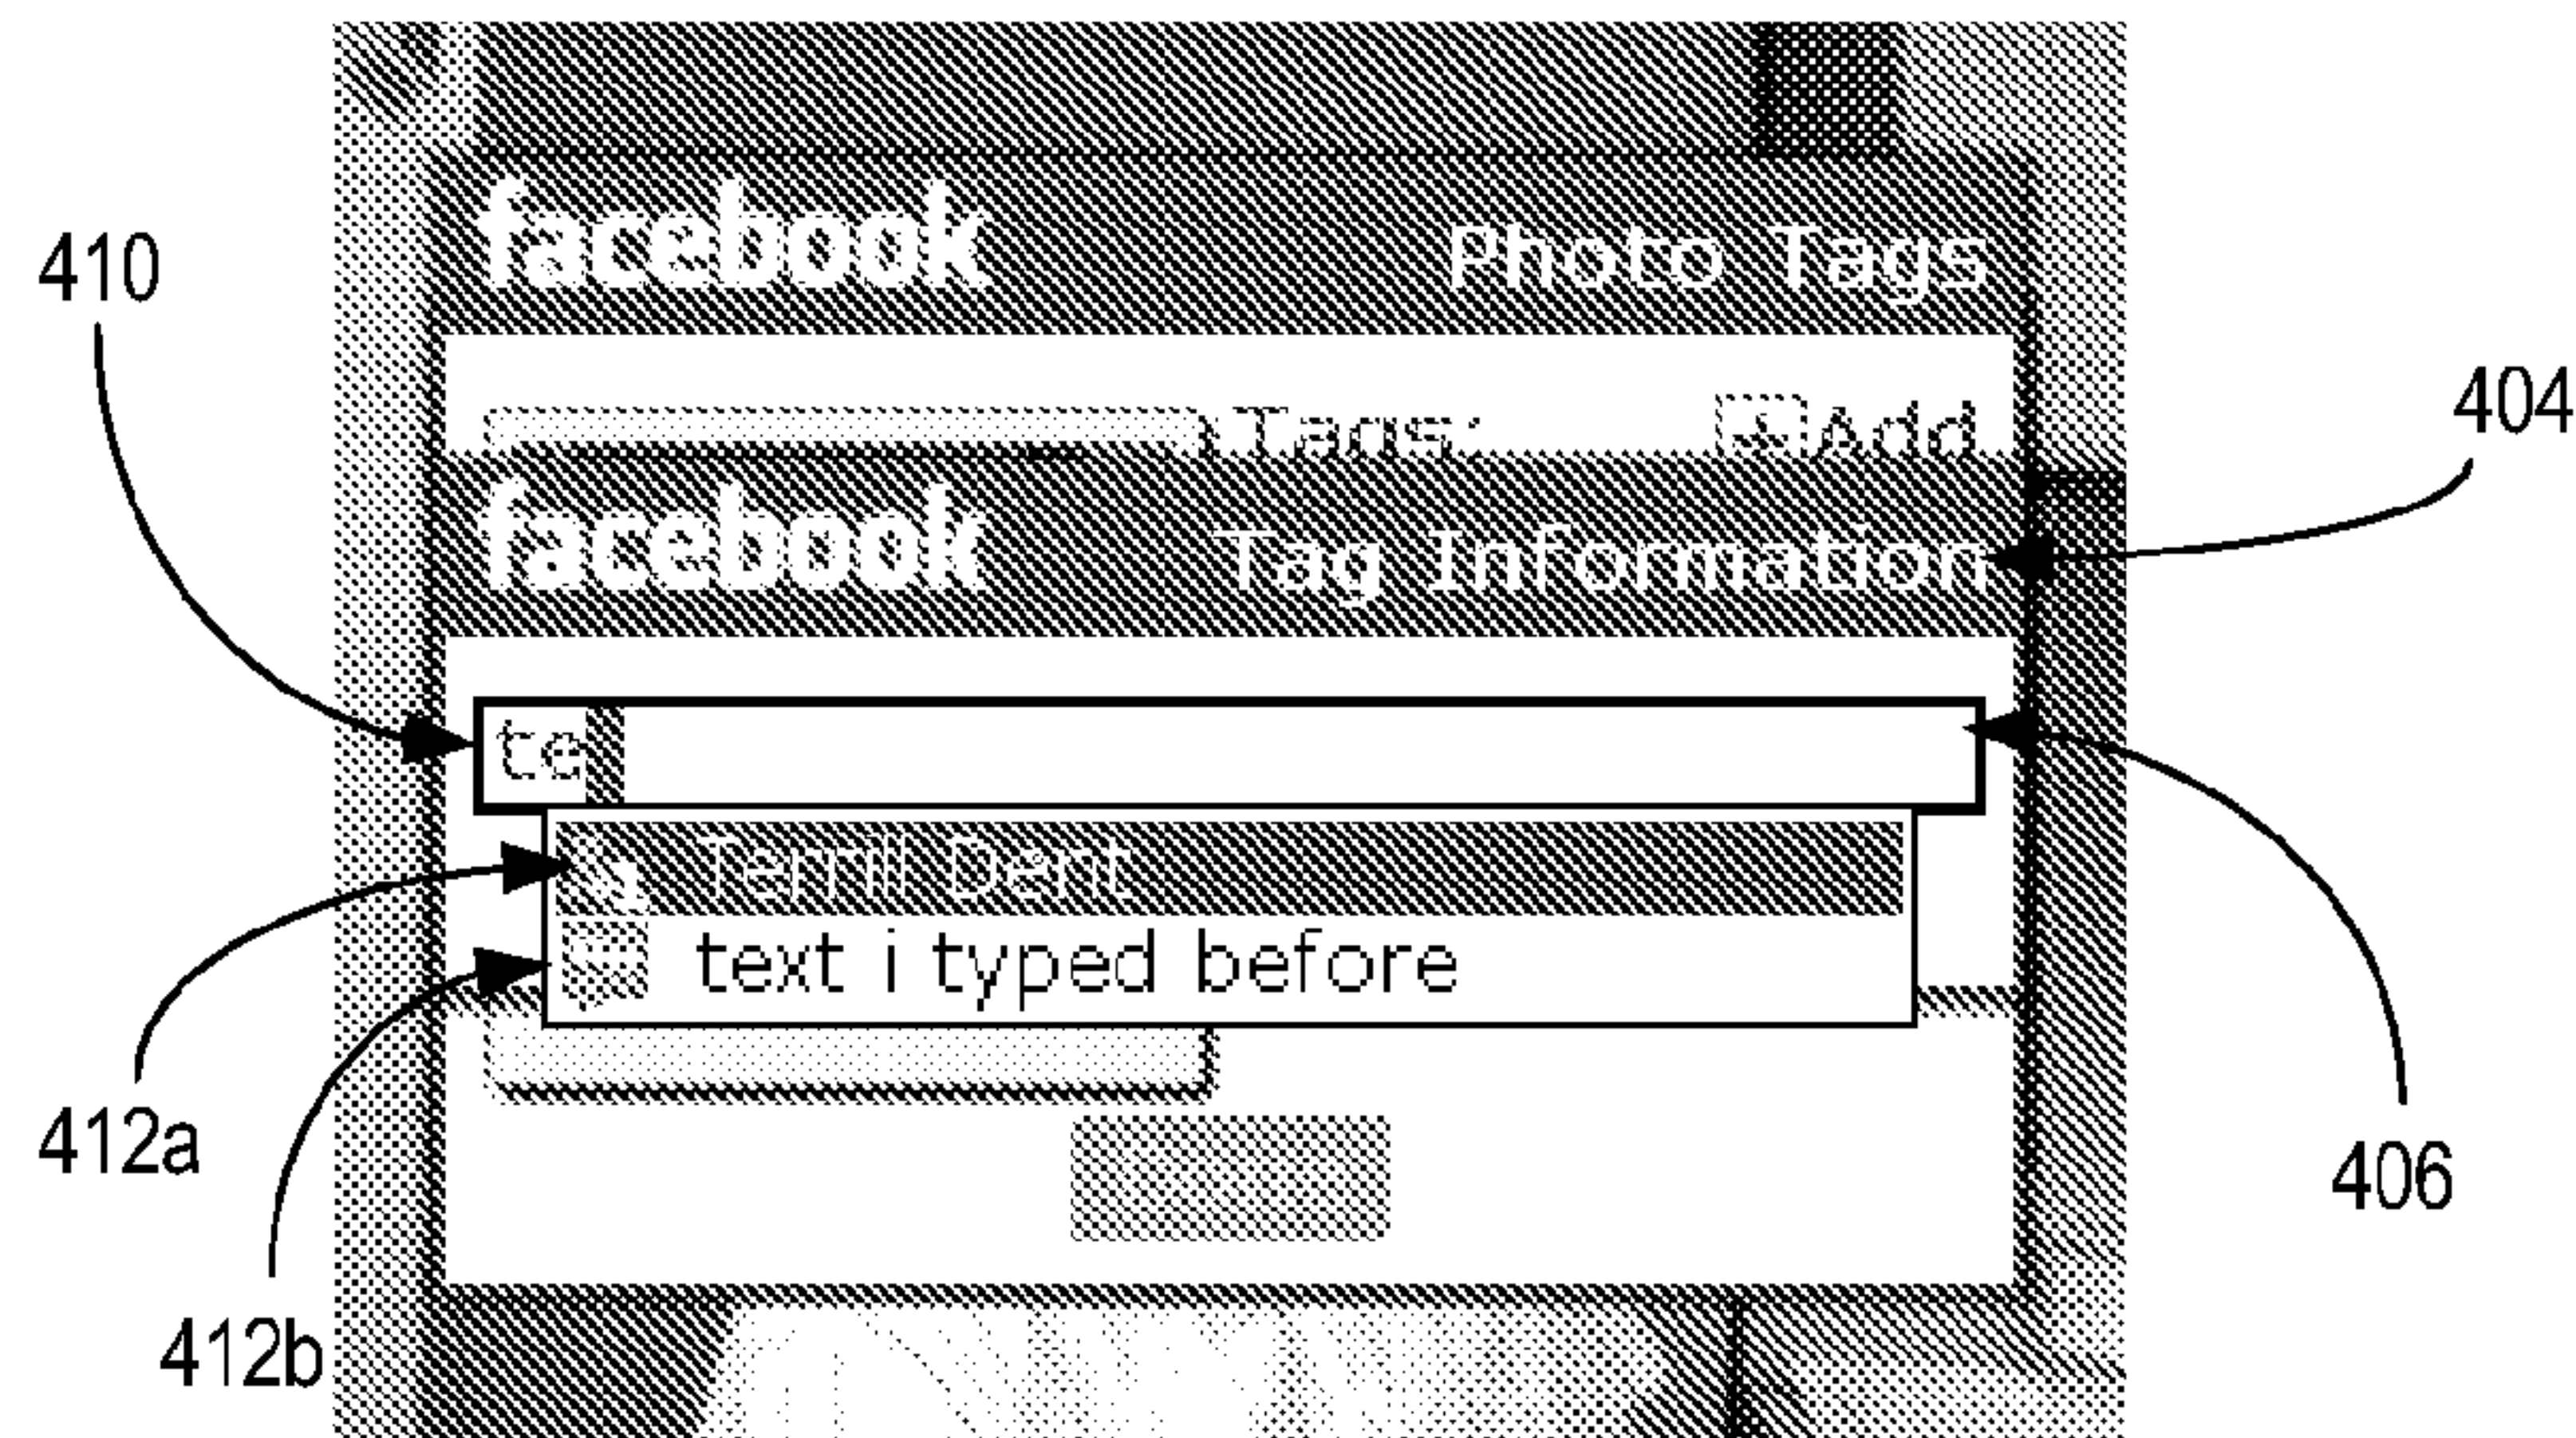 facebook Photo Tags
410
404
Tags: Add
facebook Tag Information
te
Terrill Dent
text i typed before
412a
406
412b